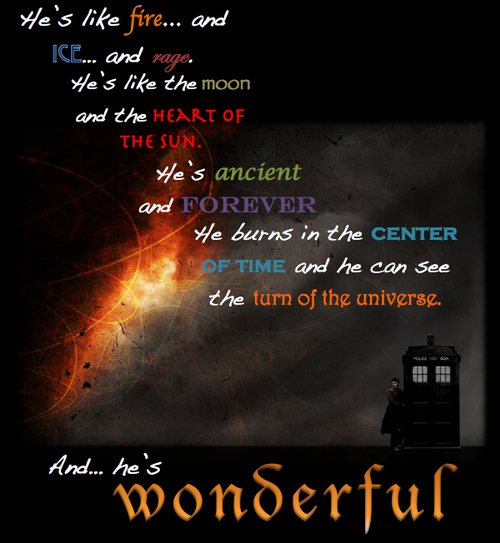 He's like fire... and
ICE... and rage.
He's like the moon
and the HEART OF
THE SUN.
He's ancient
and FOREVER
He burns in the CENTER
OF TIME and he can see
the turn of the universe.
POLICE BOX
And... he's
wonderful